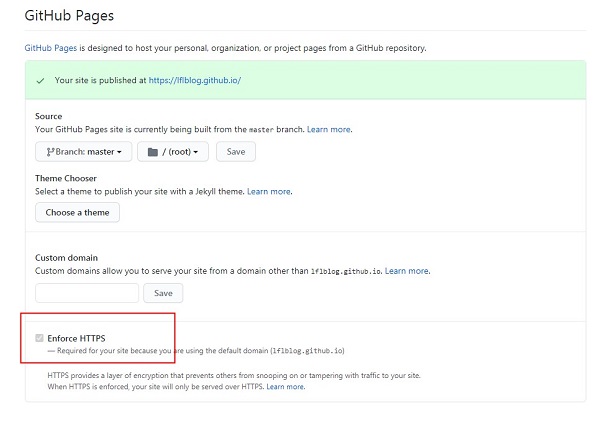 GitHub Pages
GitHub Pages is designed to host your personal, organization, or project pages from a GitHub repository.
Your site is published at https://lflblog.github.io/
Source
Your GitHub Pages site is currently being built from the master branch. Learn more.
Branch: master / (root) Save
Theme Chooser
Select a theme to publish your site with a Jekyll theme. Learn more.
Choose a theme
Custom domain
Custom domains allow you to serve your site from a domain other than lflblog.github.io. Learn more.
Save
Enforce HTTPS
— Required for your site because you are using the default domain (lflblog.github.io)
HTTPS provides a layer of encryption that prevents others from snooping on or tampering with traffic to your site.
When HTTPS is enforced, your site will only be served over HTTPS. Learn more.